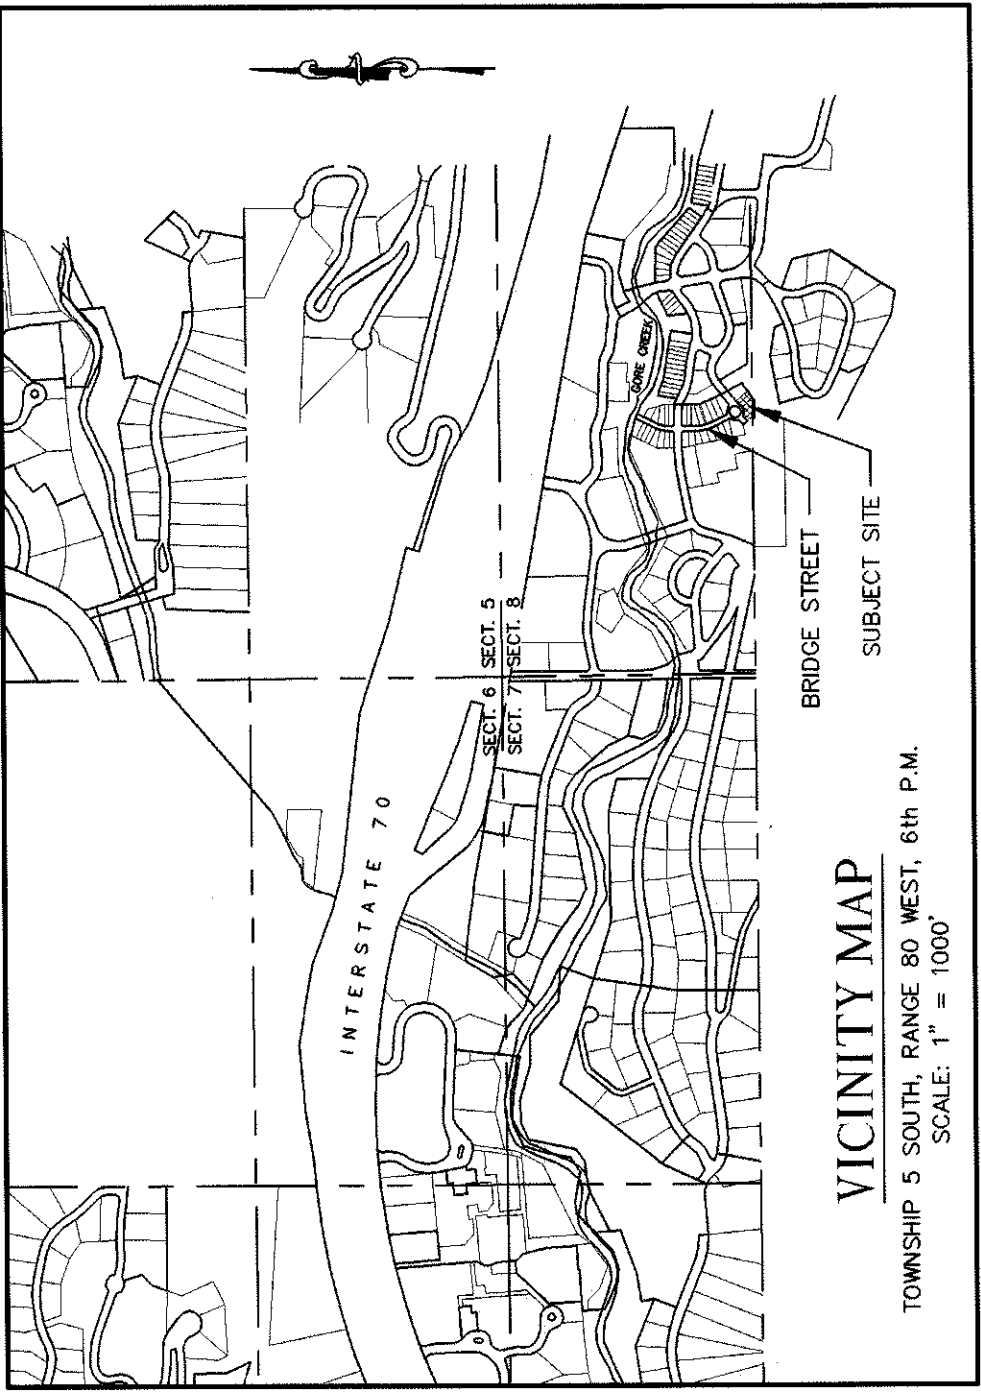 INTERSTATE 70
SECT. 6 SECT. 5
SECT. 7 SECT. 8
GORE CREEK
BRIDGE STREET
SUBJECT SITE
VICINITY MAP
TOWNSHIP 5 SOUTH, RANGE 80 WEST, 6th P.M.
SCALE: 1" = 1000'